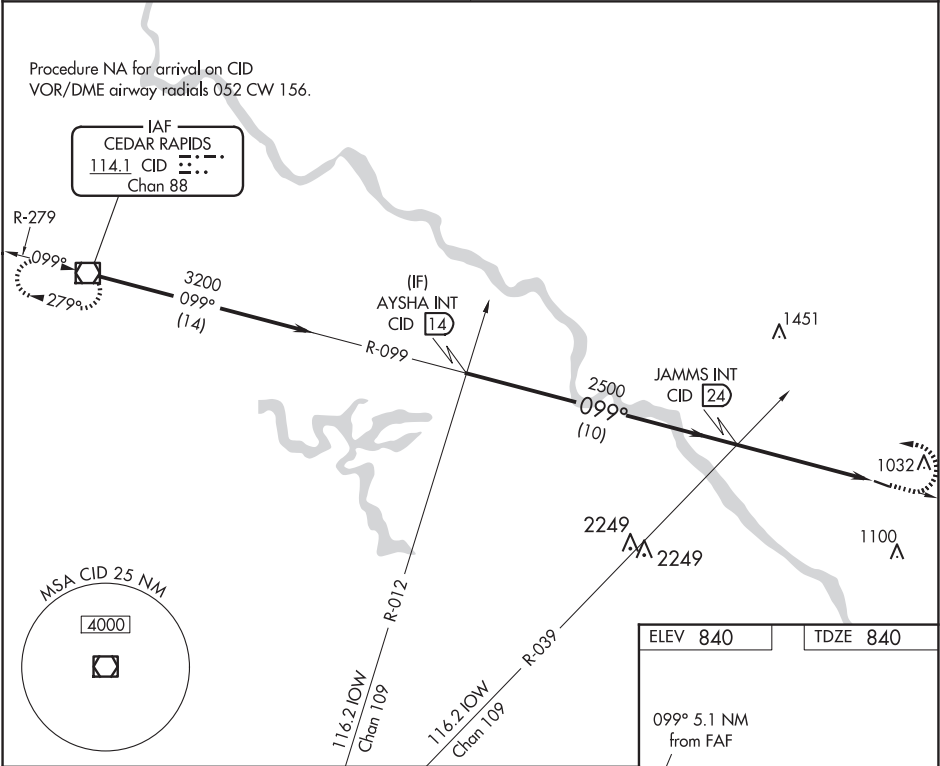 Procedure NA for arrival on CID
VOR/DME airway radials 052 CW 156.
IAF
CEDAR RAPIDS
114.1 CID
Chan 88
R-279
099°
279°
3200
099°
(14)
R-099
(IF)
AYSHA INT
CID 14
2500
099°
(10)
JAMMS INT
CID 24
1451
1032
1100
2249
2249
R-012
116.2 IOW
Chan 109
R-039
116.2 IOW
Chan 109
MSA CID 25 NM
4000
ELEV 840
TDZE 840
099° 5.1 NM
from FAF